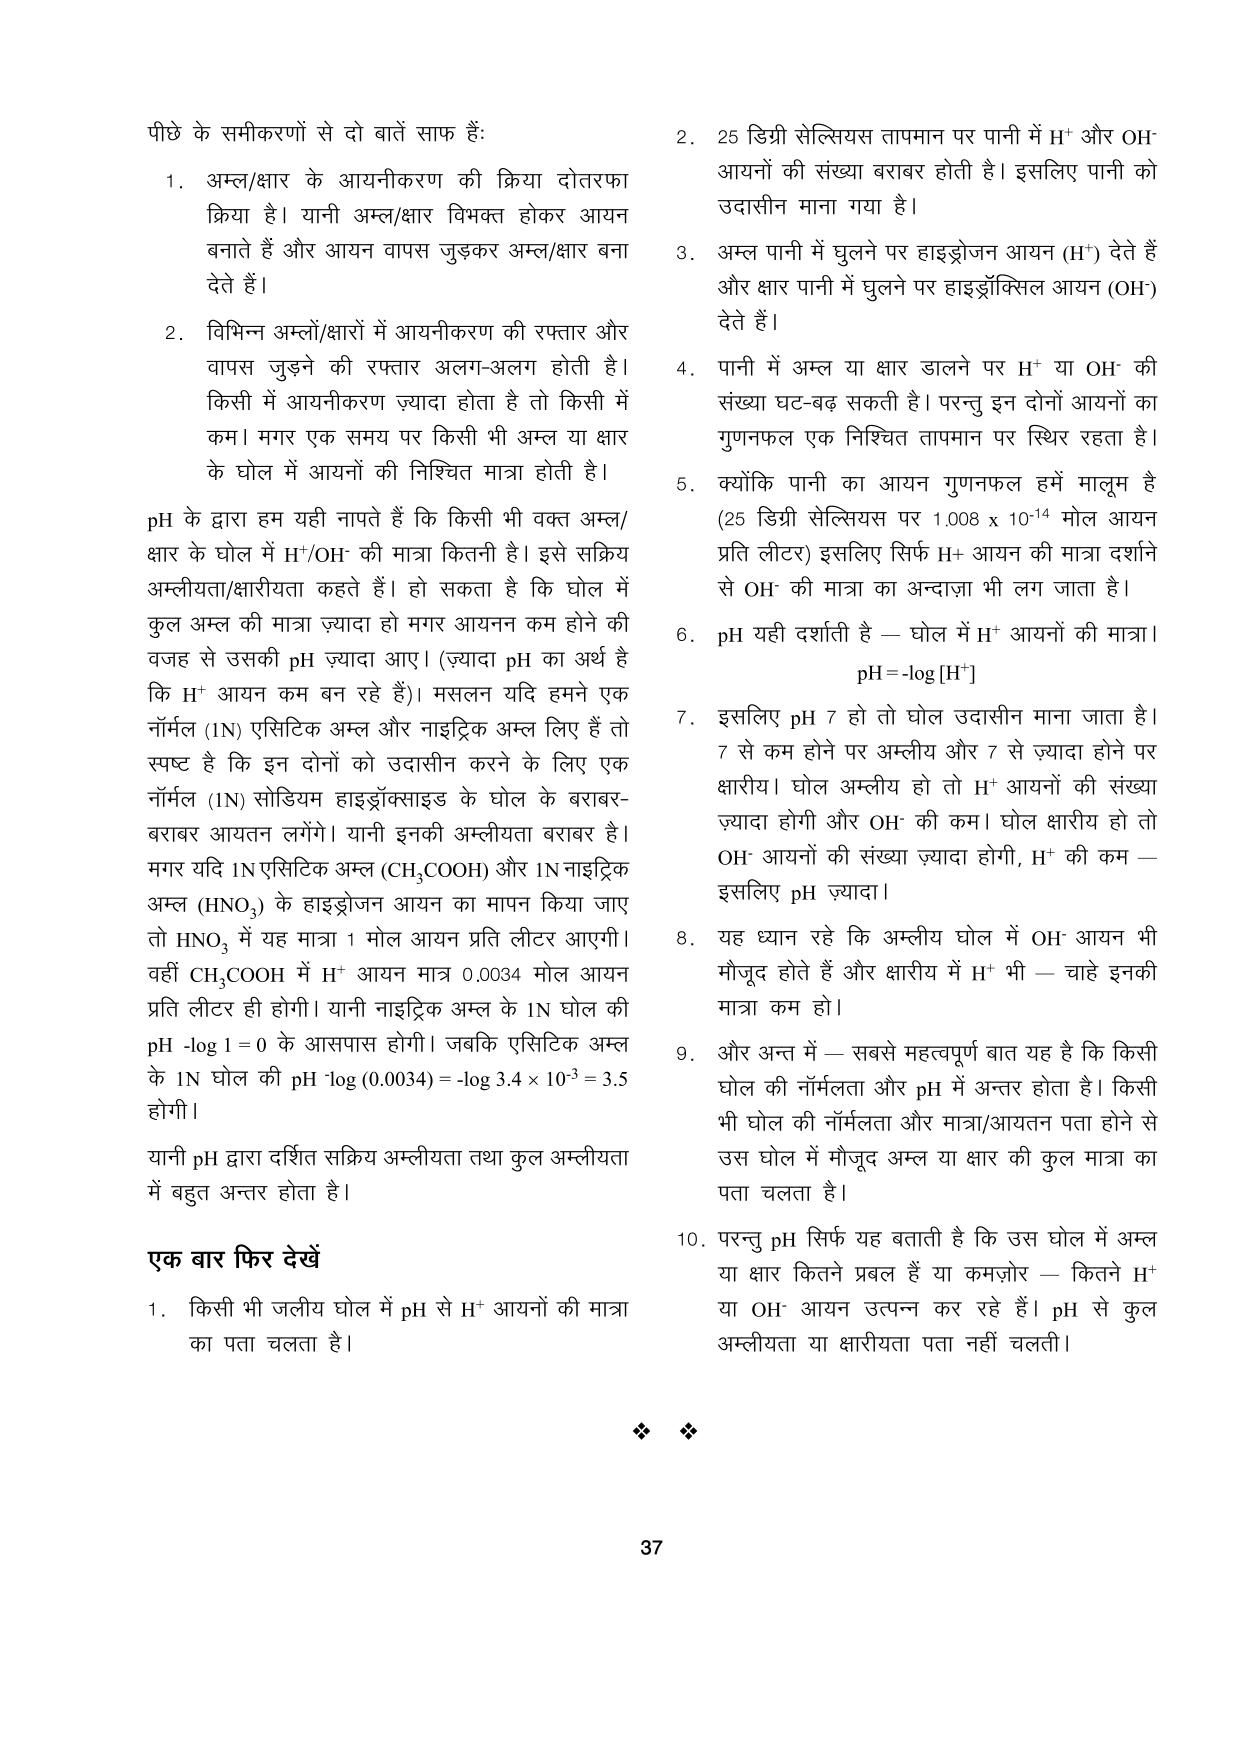 पीछे के समीकरणों से दो बातें साफ हैं:
1. अम्ल/क्षार के आयनीकरण की क्रिया दोतरफा
क्रिया है। यानी अम्ल/क्षार विभक्त होकर आयन
बनाते हैं और आयन वापस जुड़कर अम्ल/क्षार बना
देते हैं।
2. विभिन्न अम्लों/क्षारों में आयनीकरण की रफ्तार और
वापस जुड़ने की रफ्तार अलग-अलग होती है।
किसी में आयनीकरण ज़्यादा होता है तो किसी में
कम। मगर एक समय पर किसी भी अम्ल या क्षार
के घोल में आयनों की निश्चित मात्रा होती है।
pH के द्वारा हम यही नापते हैं कि किसी भी वक्त अम्ल/
क्षार के घोल में H⁺/OH⁻ की मात्रा कितनी है। इसे सक्रिय
अम्लीयता/क्षारीयता कहते हैं। हो सकता है कि घोल में
कुल अम्ल की मात्रा ज़्यादा हो मगर आयनन कम होने की
वजह से उसकी pH ज़्यादा आए। (ज़्यादा pH का अर्थ है
कि H⁺ आयन कम बन रहे हैं)। मसलन यदि हमने एक
नॉर्मल (1N) एसिटिक अम्ल और नाइट्रिक अम्ल लिए हैं तो
स्पष्ट है कि इन दोनों को उदासीन करने के लिए एक
नॉर्मल (1N) सोडियम हाइड्रॉक्साइड के घोल के बराबर-
बराबर आयतन लगेंगे। यानी इनकी अम्लीयता बराबर है।
मगर यदि 1N एसिटिक अम्ल (CH₃COOH) और 1N नाइट्रिक
अम्ल (HNO₃) के हाइड्रोजन आयन का मापन किया जाए
तो HNO₃ में यह मात्रा 1 मोल आयन प्रति लीटर आएगी।
वहीं CH₃COOH में H⁺ आयन मात्र 0.0034 मोल आयन
प्रति लीटर ही होगी। यानी नाइट्रिक अम्ल के 1N घोल की
pH -log 1 = 0 के आसपास होगी। जबकि एसिटिक अम्ल
के 1N घोल की pH ⁻log (0.0034) = -log 3.4 × 10⁻³ = 3.5
होगी।
यानी pH द्वारा दर्शित सक्रिय अम्लीयता तथा कुल अम्लीयता
में बहुत अन्तर होता है।
एक बार फिर देखें
1. किसी भी जलीय घोल में pH से H⁺ आयनों की मात्रा
का पता चलता है।
2. 25 डिग्री सेल्सियस तापमान पर पानी में H⁺ और OH⁻
आयनों की संख्या बराबर होती है। इसलिए पानी को
उदासीन माना गया है।
3. अम्ल पानी में घुलने पर हाइड्रोजन आयन (H⁺) देते हैं
और क्षार पानी में घुलने पर हाइड्रॉक्सिल आयन (OH⁻)
देते हैं।
4. पानी में अम्ल या क्षार डालने पर H⁺ या OH⁻ की
संख्या घट-बढ़ सकती है। परन्तु इन दोनों आयनों का
गुणनफल एक निश्चित तापमान पर स्थिर रहता है।
5. क्योंकि पानी का आयन गुणनफल हमें मालूम है
(25 डिग्री सेल्सियस पर 1.008 x 10⁻¹⁴ मोल आयन
प्रति लीटर) इसलिए सिर्फ H+ आयन की मात्रा दर्शाने
से OH⁻ की मात्रा का अन्दाज़ा भी लग जाता है।
6. pH यही दर्शाती है — घोल में H⁺ आयनों की मात्रा।
pH = -log [H⁺]
7. इसलिए pH 7 हो तो घोल उदासीन माना जाता है।
7 से कम होने पर अम्लीय और 7 से ज़्यादा होने पर
क्षारीय। घोल अम्लीय हो तो H⁺ आयनों की संख्या
ज़्यादा होगी और OH⁻ की कम। घोल क्षारीय हो तो
OH⁻ आयनों की संख्या ज़्यादा होगी, H⁺ की कम —
इसलिए pH ज़्यादा।
8. यह ध्यान रहे कि अम्लीय घोल में OH⁻ आयन भी
मौजूद होते हैं और क्षारीय में H⁺ भी — चाहे इनकी
मात्रा कम हो।
9. और अन्त में — सबसे महत्वपूर्ण बात यह है कि किसी
घोल की नॉर्मलता और pH में अन्तर होता है। किसी
भी घोल की नॉर्मलता और मात्रा/आयतन पता होने से
उस घोल में मौजूद अम्ल या क्षार की कुल मात्रा का
पता चलता है।
10. परन्तु pH सिर्फ यह बताती है कि उस घोल में अम्ल
या क्षार कितने प्रबल हैं या कमज़ोर — कितने H⁺
या OH⁻ आयन उत्पन्न कर रहे हैं। pH से कुल
अम्लीयता या क्षारीयता पता नहीं चलती।
❖ ❖
37